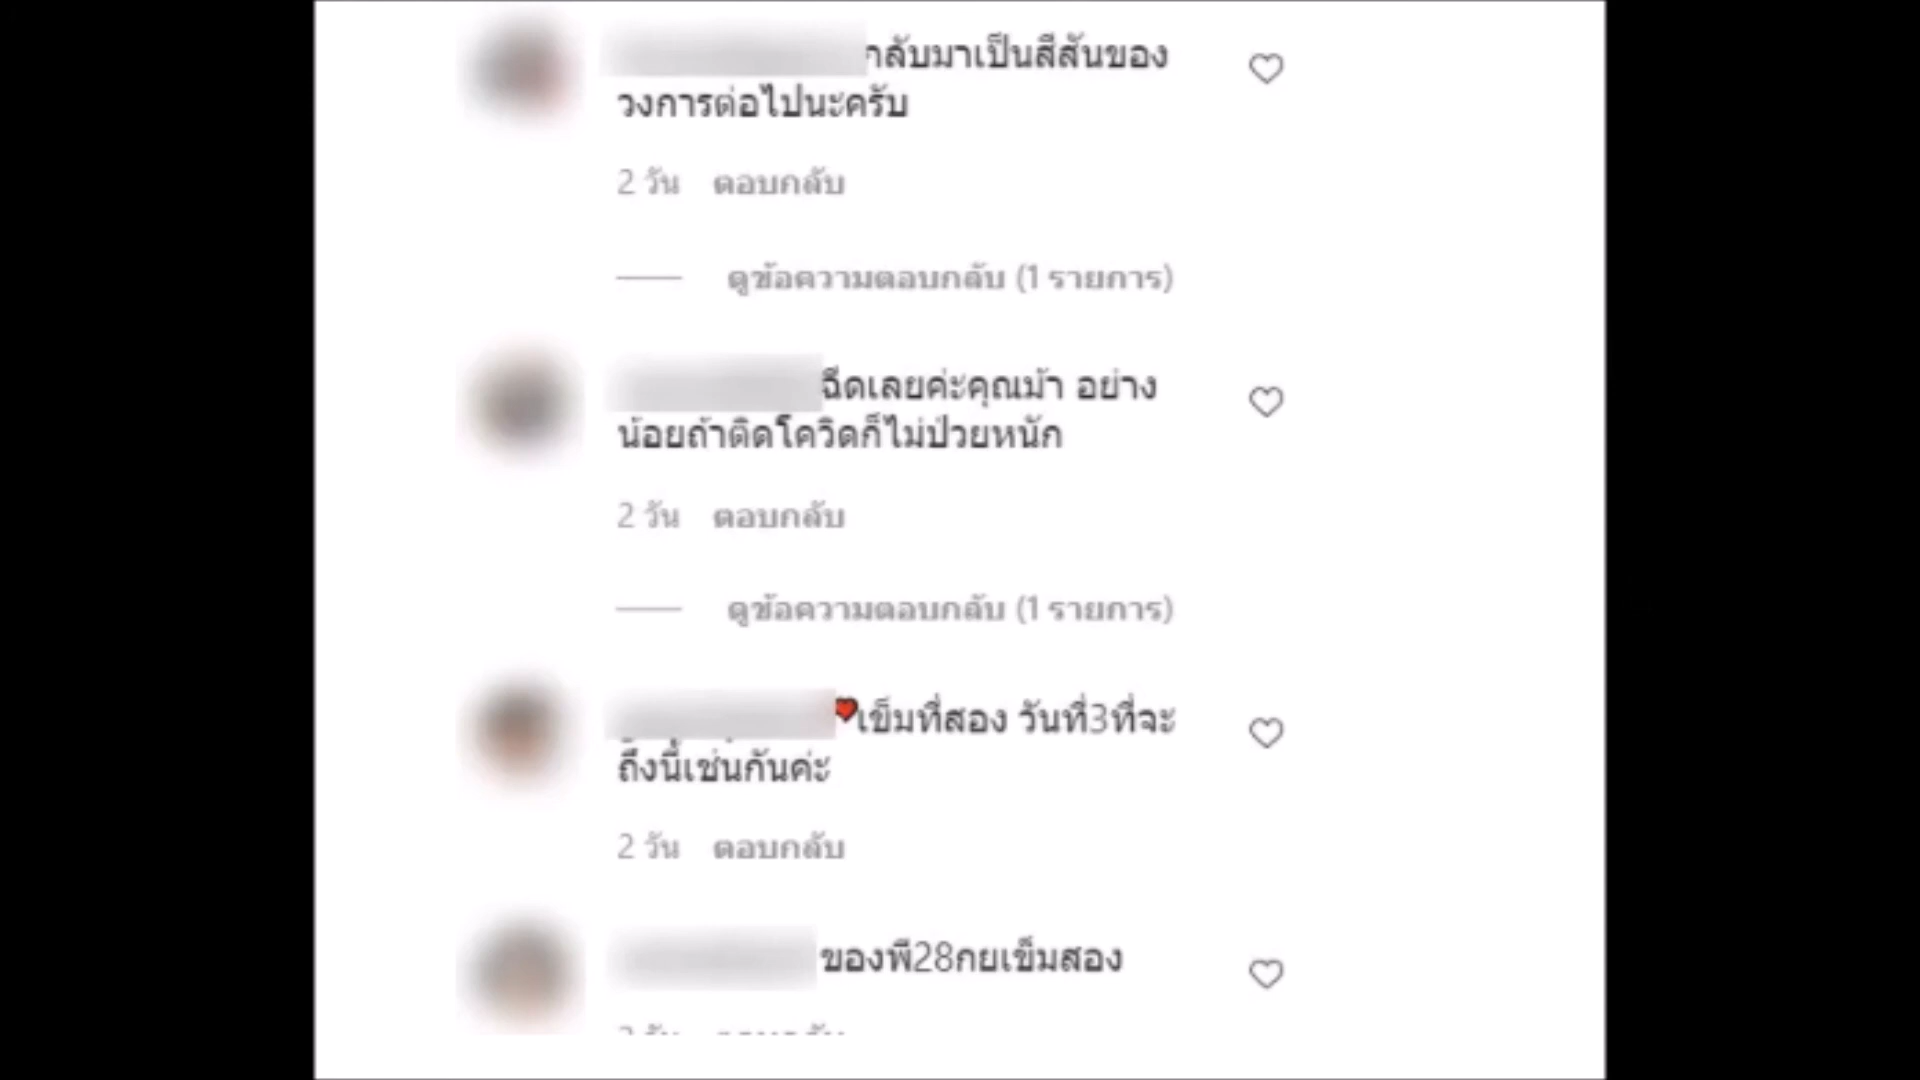 กลับมาเป็นสีสันของ
วงการต่อไปนะครับ
2 วัน ตอบกลับ
ดูข้อความตอบกลับ (1 รายการ)
ฉีดเลยค่ะคุณม้า อย่าง
น้อยถ้าติดโควิดก็ไม่ป่วยหนัก
2 วัน ตอบกลับ
ดูข้อความตอบกลับ (1 รายการ)
❤เข็มที่สอง วันที่3ที่จะ
ถึงนี้เช่นกันค่ะ
2 วัน ตอบกลับ
ของพี่28กยเข็มสอง